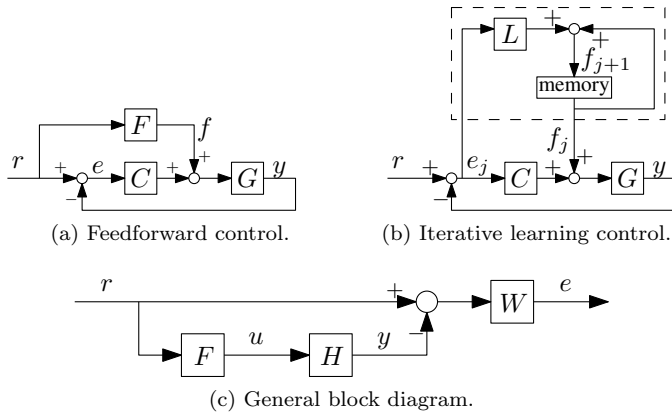 r
+
−
e
C
F
f
+
+
G
y
(a) Feedforward control.
L
+
+
f_{j+1}
memory
f_j
r
+
−
e_j
C
+
+
G
y
(b) Iterative learning control.
r
F
u
H
y
+
−
W
e
(c) General block diagram.